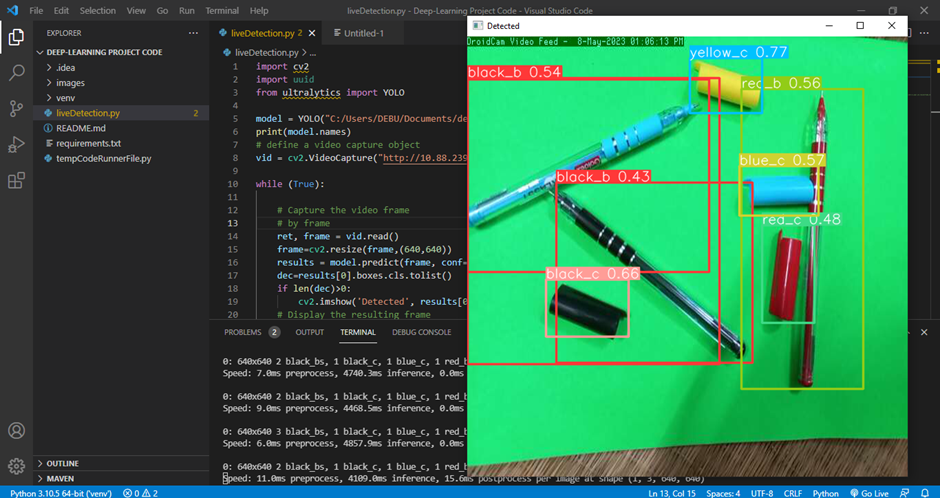 File Edit Selection View Go Run Terminal Help liveDetection.py - Deep-Learning Project Code - Visual Studio Code
EXPLORER ...
DEEP-LEARNING PROJECT CODE
.idea
images
venv
liveDetection.py 2
README.md
requirements.txt
tempCodeRunnerFile.py
OUTLINE
MAVEN
liveDetection.py 2 Untitled-1
liveDetection.py > ...
1 import cv2
2 import uuid
3 from ultralytics import YOLO
4
5 model = YOLO("C:/Users/DEBU/Documents/de
6 print(model.names)
7 # define a video capture object
8 vid = cv2.VideoCapture("http://10.88.239
9
10 while (True):
11
12 # Capture the video frame
13 # by frame
14 ret, frame = vid.read()
15 frame=cv2.resize(frame,(640,640))
16 results = model.predict(frame, conf=
17 dec=results[0].boxes.cls.tolist()
18 if len(dec)>0:
19 cv2.imshow('Detected', results[0
# Display the resulting frame
PROBLEMS 2 OUTPUT TERMINAL DEBUG CONSOLE
0: 640x640 2 black_bs, 1 black_c, 1 blue_c, 1 red_b
Speed: 7.0ms preprocess, 4740.3ms inference, 0.0ms
0: 640x640 2 black_bs, 1 black_c, 1 blue_c, 1 red_b
Speed: 9.0ms preprocess, 4468.5ms inference, 0.0ms
0: 640x640 3 black_bs, 1 black_c, 1 blue_c, 1 red_b
Speed: 6.0ms preprocess, 4857.9ms inference, 0.0ms
0: 640x640 2 black_bs, 1 black_c, 1 blue_c, 1 red_b
Speed: 11.0ms preprocess, 4109.0ms inference, 15.6ms postprocess per image at shape (1, 3, 640, 640)
Detected
DroidCam Video Feed - 8-May-2023 01:06:13 PM
yellow_c 0.77
black_b 0.54
red_b 0.56
blue_c 0.57
black_b 0.43
red_c 0.48
black_c 0.66
Python 3.10.5 64-bit ('venv') 0 2 Ln 13, Col 15 Spaces: 4 UTF-8 CRLF Python Go Live